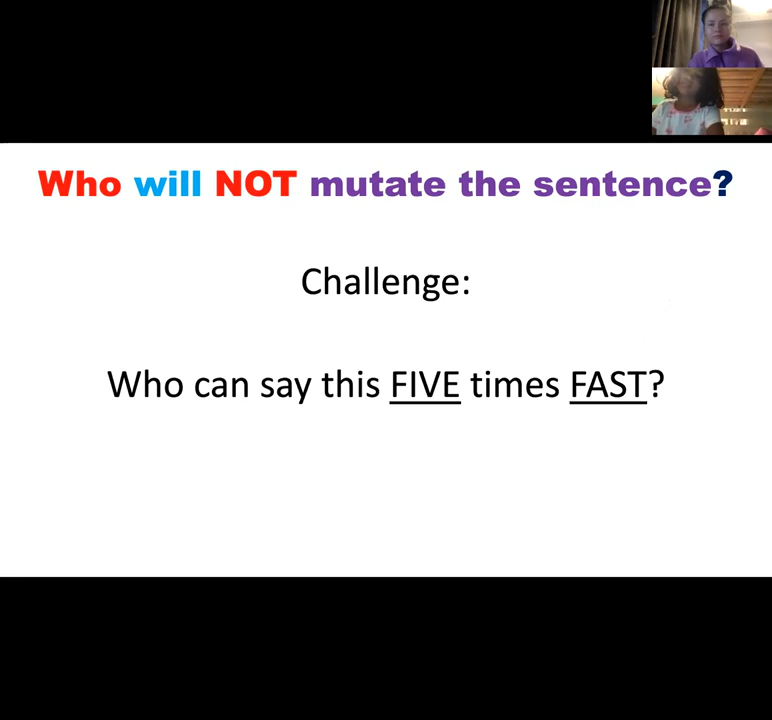 Who will NOT mutate the sentence?
Challenge:
Who can say this FIVE times FAST?